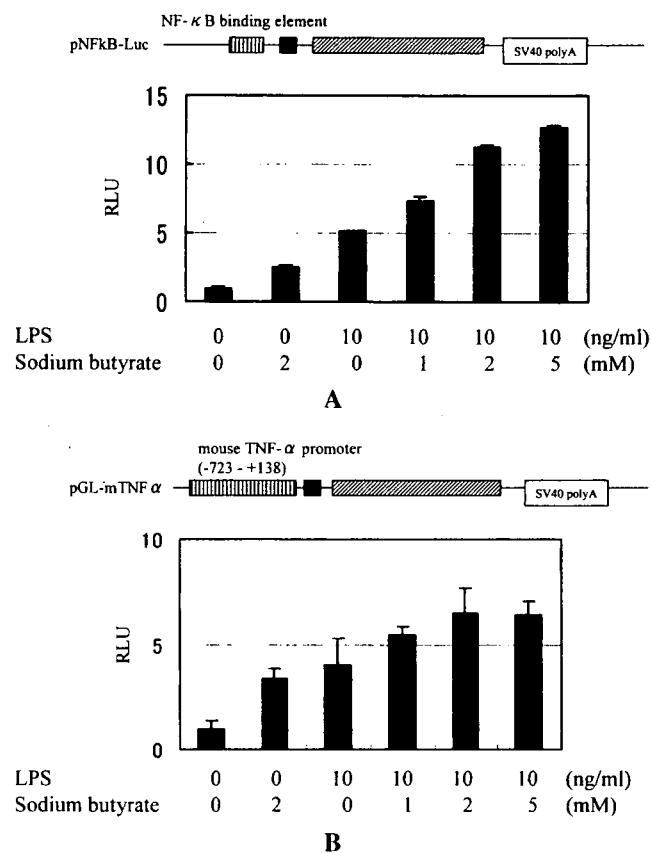 NF-κB binding element
pNFkB-Luc
SV40 polyA
15
10
5
0
RLU
LPS 0 0 10 10 10 10 (ng/ml)
Sodium butyrate 0 2 0 1 2 5 (mM)
A
mouse TNF-α promoter
(-723 - +138)
pGL-mTNFα
SV40 polyA
10
5
0
RLU
LPS 0 0 10 10 10 10 (ng/ml)
Sodium butyrate 0 2 0 1 2 5 (mM)
B